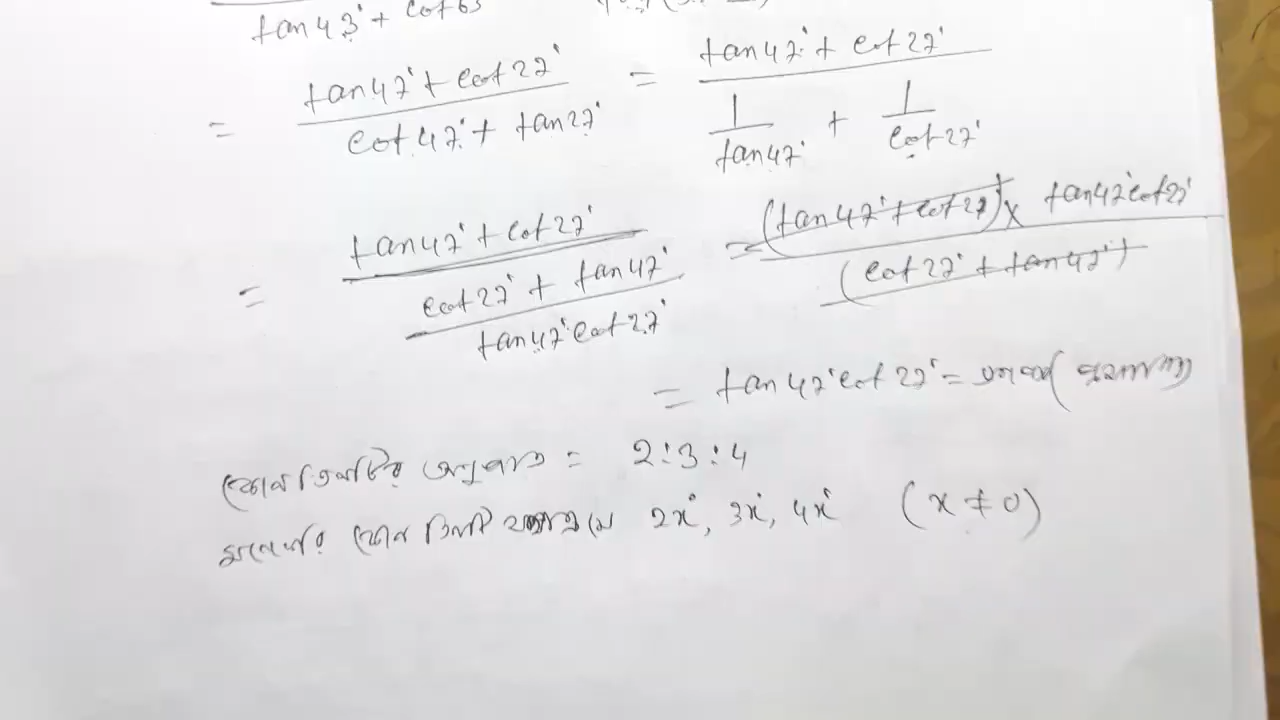 tan43° + cot63
= (tan47° + cot27°) / (cot47° + tan27°) = (tan47° + cot27°) / (1/tan47° + 1/cot27°)
= (tan47° + cot27°) / ((cot27° + tan47°) / (tan47° cot27°)) = (tan47° + cot27°) × tan47° cot27° / (cot27° + tan47°)
= tan47° cot27° =
কোন তিনটির অনুপাত = 2:3:4
মনেকরি কোন তিনটি যথাক্রমে 2x°, 3x°, 4x° (x ≠ 0)